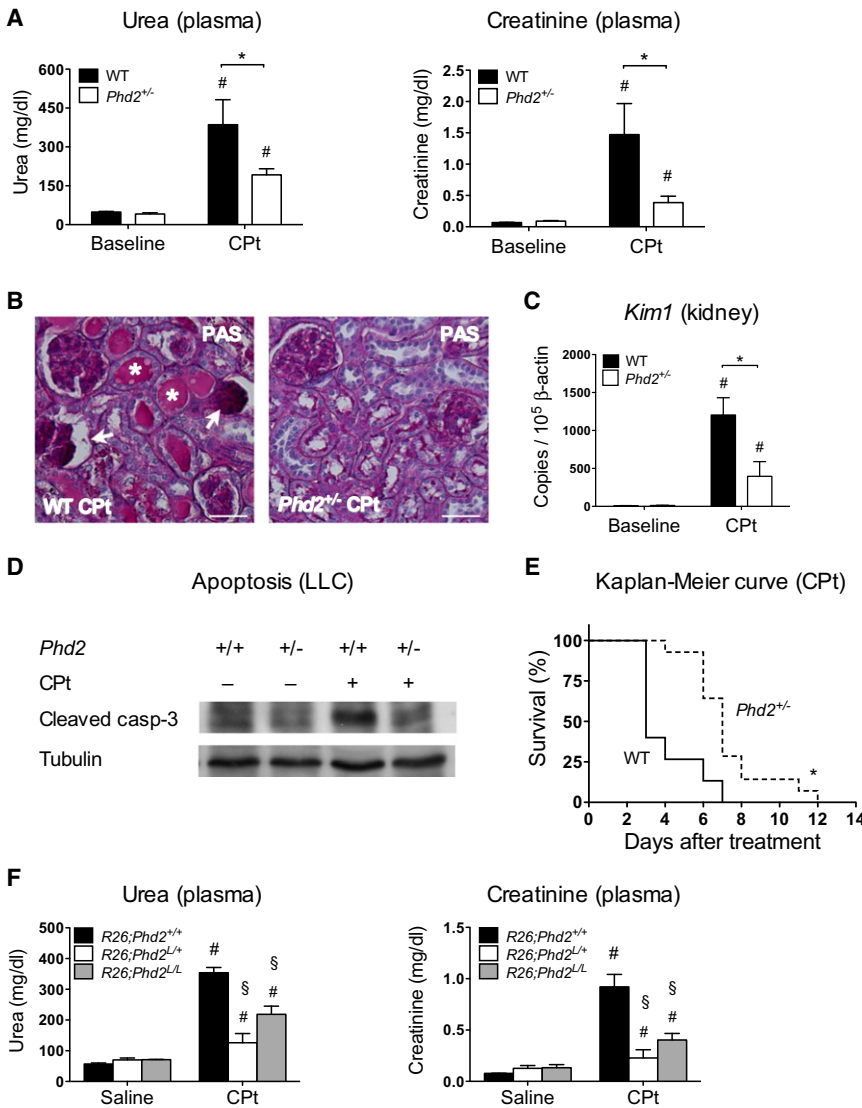 A
Urea (plasma)
Urea (mg/dl)
600
450
300
150
0
WT
Phd2+/-
*
#
#
Baseline
CPt
Creatinine (plasma)
Creatinine (mg/dl)
2.5
2.0
1.5
1.0
0.5
0.0
WT
Phd2+/-
*
#
#
Baseline
CPt
B
PAS
*
*
WT CPt
PAS
Phd2+/- CPt
C
Kim1 (kidney)
Copies / 10⁵ β-actin
2000
1500
1000
500
0
WT
Phd2+/-
*
#
#
Baseline
CPt
D
Apoptosis (LLC)
Phd2 +/+ +/- +/+ +/-
CPt – – + +
Cleaved casp-3
Tubulin
E
Kaplan-Meier curve (CPt)
Survival (%)
100
75
50
25
0
Phd2+/-
WT
*
0 2 4 6 8 10 12 14
Days after treatment
F
Urea (plasma)
Urea (mg/dl)
500
400
300
200
100
0
R26;Phd2+/+
R26;Phd2L/+
R26;Phd2L/L
#
§
#
§
#
Saline
CPt
Creatinine (plasma)
Creatinine (mg/dl)
1.5
1.0
0.5
0.0
R26;Phd2+/+
R26;Phd2L/+
R26;Phd2L/L
#
§
#
§
#
Saline
CPt